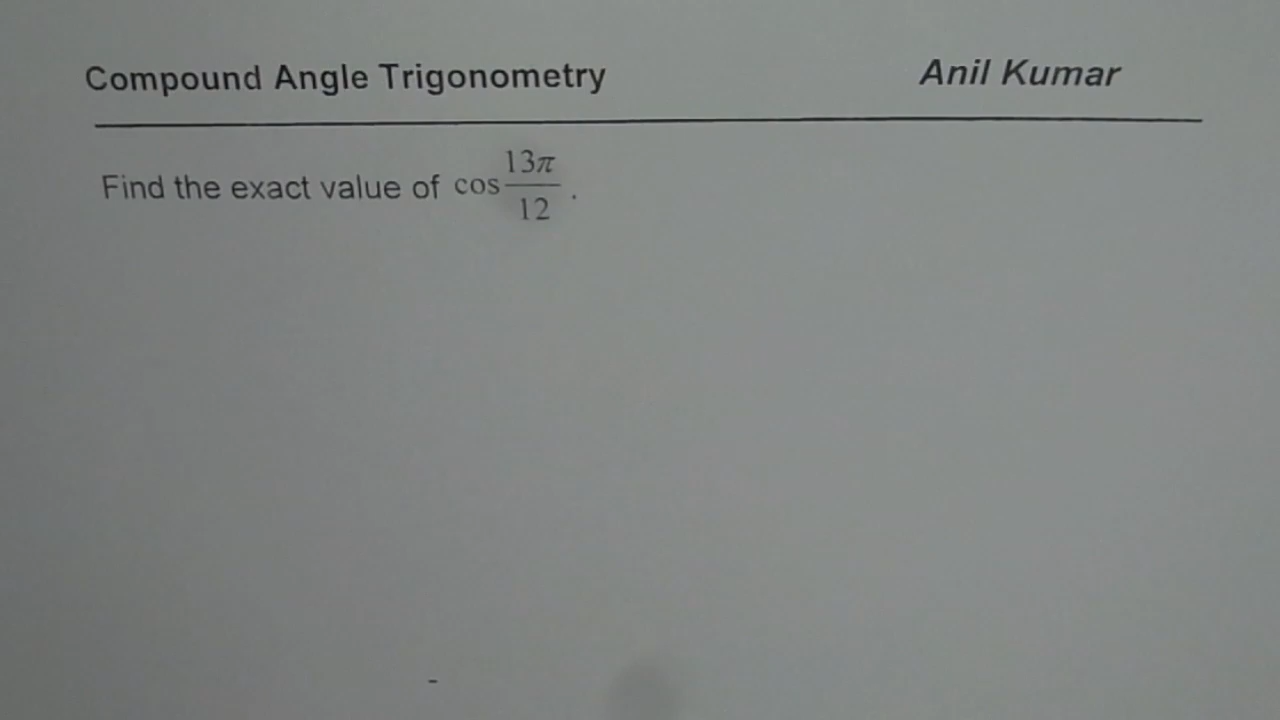 Compound Angle Trigonometry Anil Kumar
Find the exact value of cos 13π/12 .